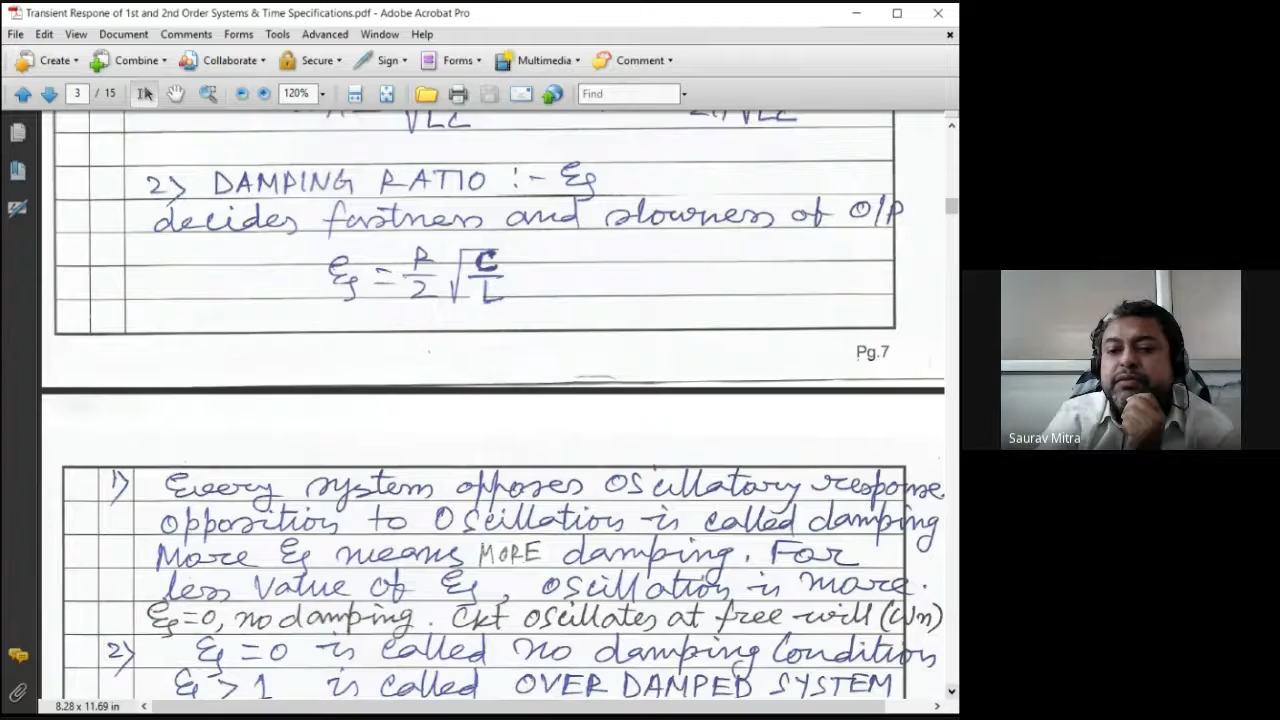 Transient Respone of 1st and 2nd Order Systems & Time Specifications.pdf - Adobe Acrobat Pro
File Edit View Document Comments Forms Tools Advanced Window Help
Create Combine Collaborate Secure Sign Forms Multimedia Comment
3 / 15 120% Find
√LC √LC
2) DAMPING RATIO :- ξ
decides fastness and slowness of O/P
ξ = R/2 √C/L
Pg.7
1) Every system opposes oscillatory response
opposition to oscillation is called damping
More ξ means MORE damping. For
less value of ξ, oscillation is more.
ξ=0, no damping. Ckt oscillates at free will (ωn)
2) ξ = 0 is called no damping Condition
ξ > 1 is called OVER DAMPED SYSTEM
8.28 x 11.69 in
Saurav Mitra